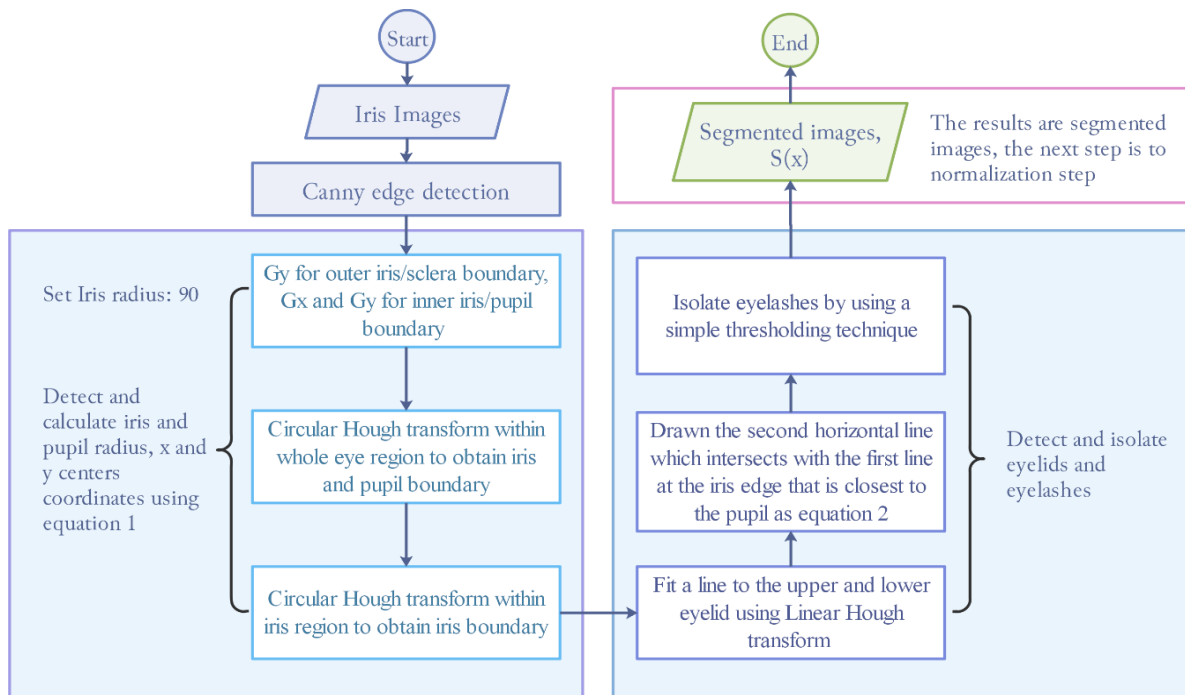 Start
Iris Images
Canny edge detection
Set Iris radius: 90
Gy for outer iris/sclera boundary,
Gx and Gy for inner iris/pupil
boundary
Detect and
calculate iris and
pupil radius, x and
y centers
coordinates using
equation 1
Circular Hough transform within
whole eye region to obtain iris
and pupil boundary
Circular Hough transform within
iris region to obtain iris boundary
Fit a line to the upper and lower
eyelid using Linear Hough
transform
Drawn the second horizontal line
which intersects with the first line
at the iris edge that is closest to
the pupil as equation 2
Isolate eyelashes by using a
simple thresholding technique
Detect and isolate
eyelids and
eyelashes
Segmented images,
S(x)
The results are segmented
images, the next step is to
normalization step
End